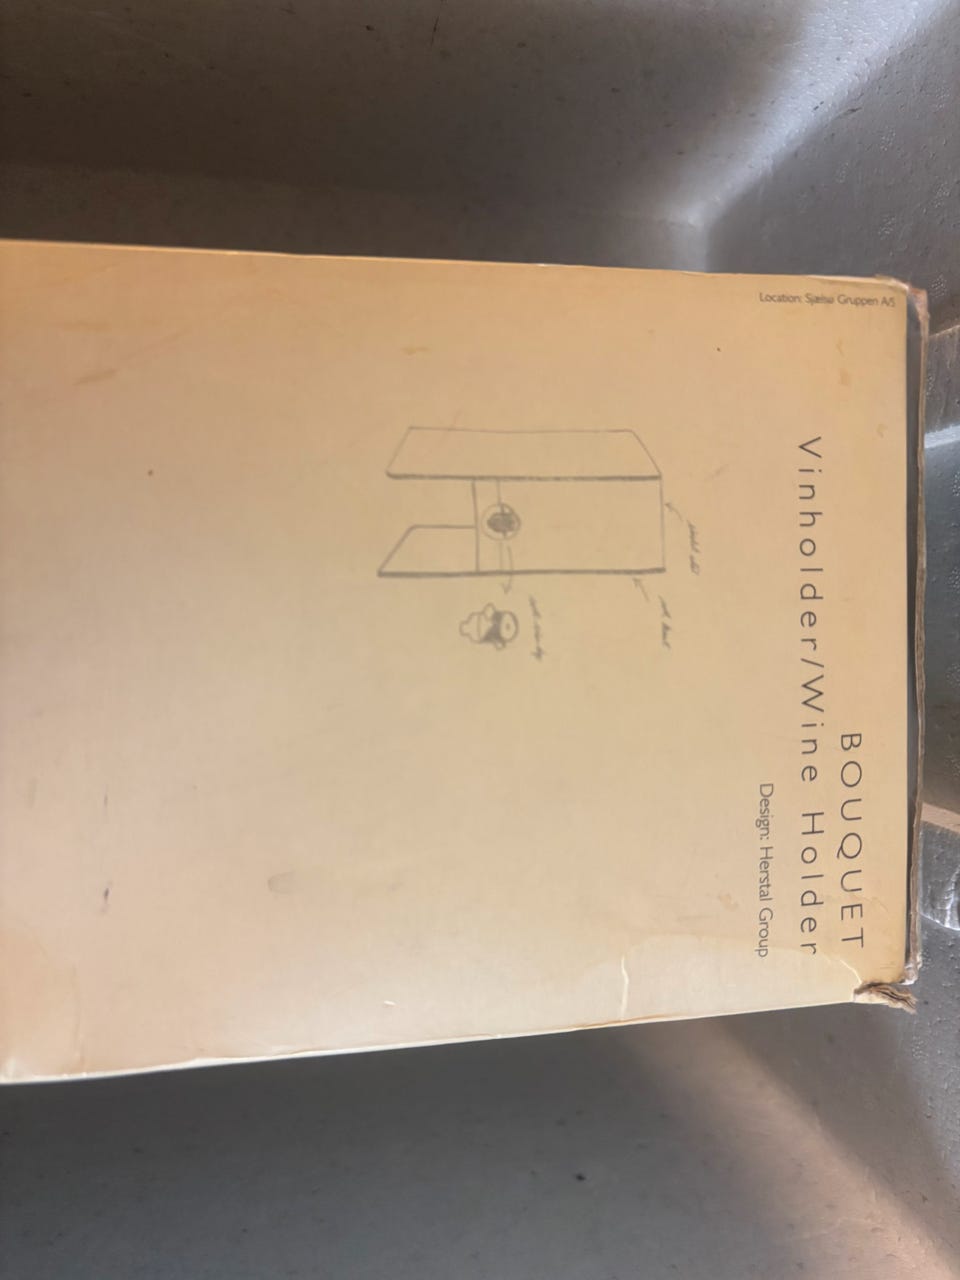 BOUQUET
Vinholder/Wine Holder
Design: Herstal Group
Location: Sjælsø Gruppen A/S